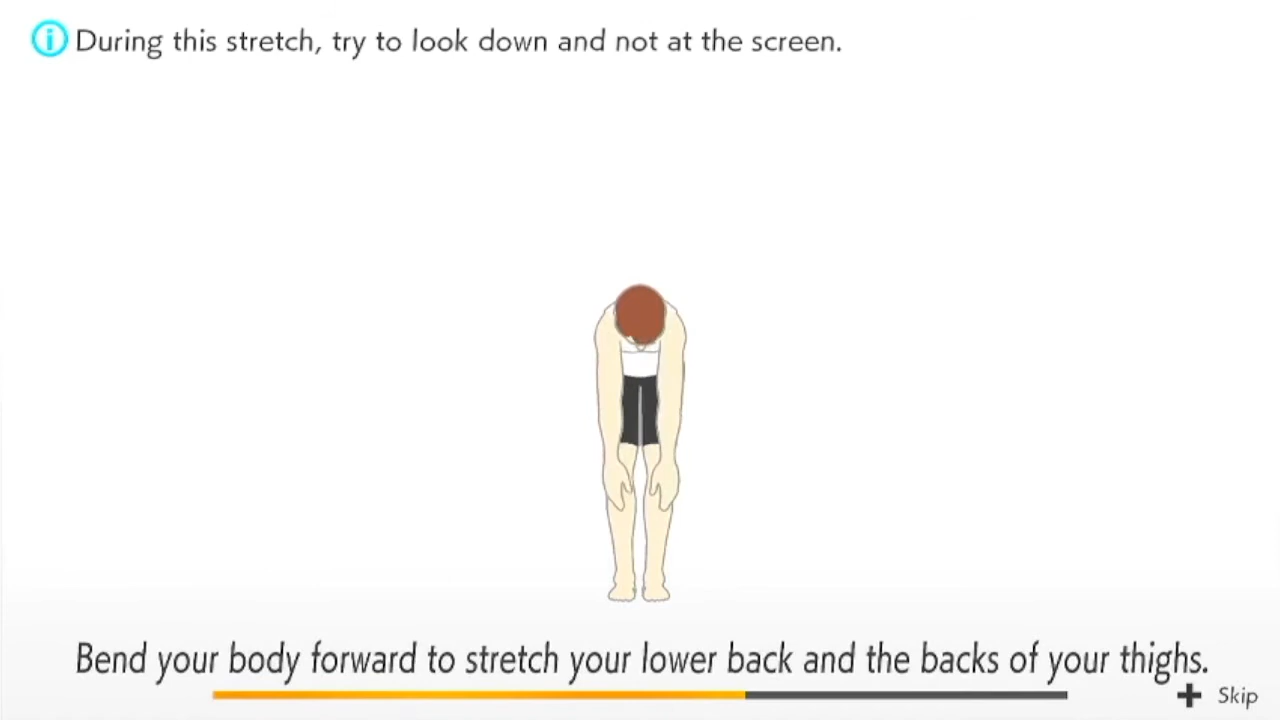 During this stretch, try to look down and not at the screen.
Bend your body forward to stretch your lower back and the backs of your thighs.
Skip